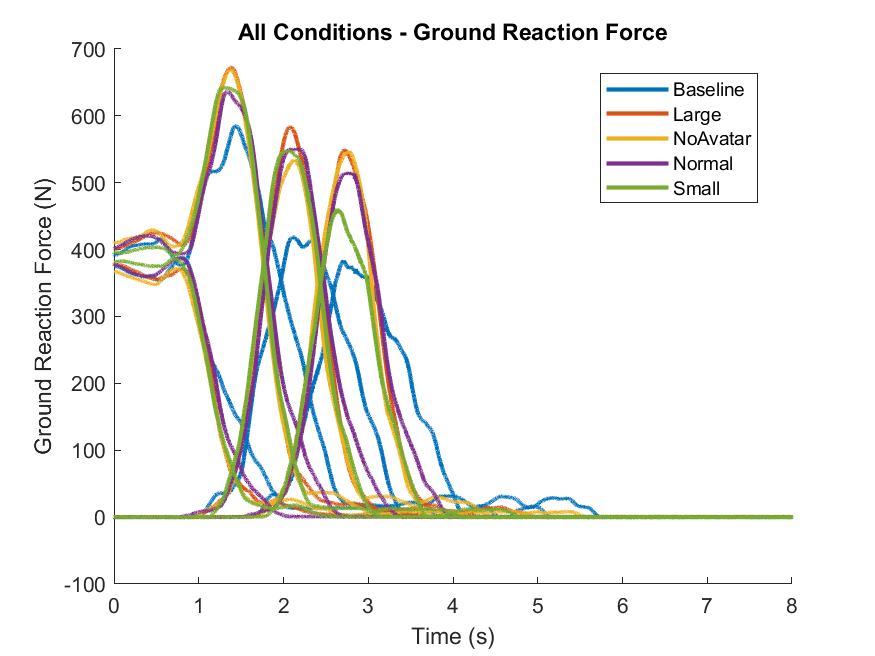 All Conditions - Ground Reaction Force
700
600
500
400
300
200
100
0
-100
Ground Reaction Force (N)
Baseline
Large
NoAvatar
Normal
Small
0 1 2 3 4 5 6 7 8
Time (s)